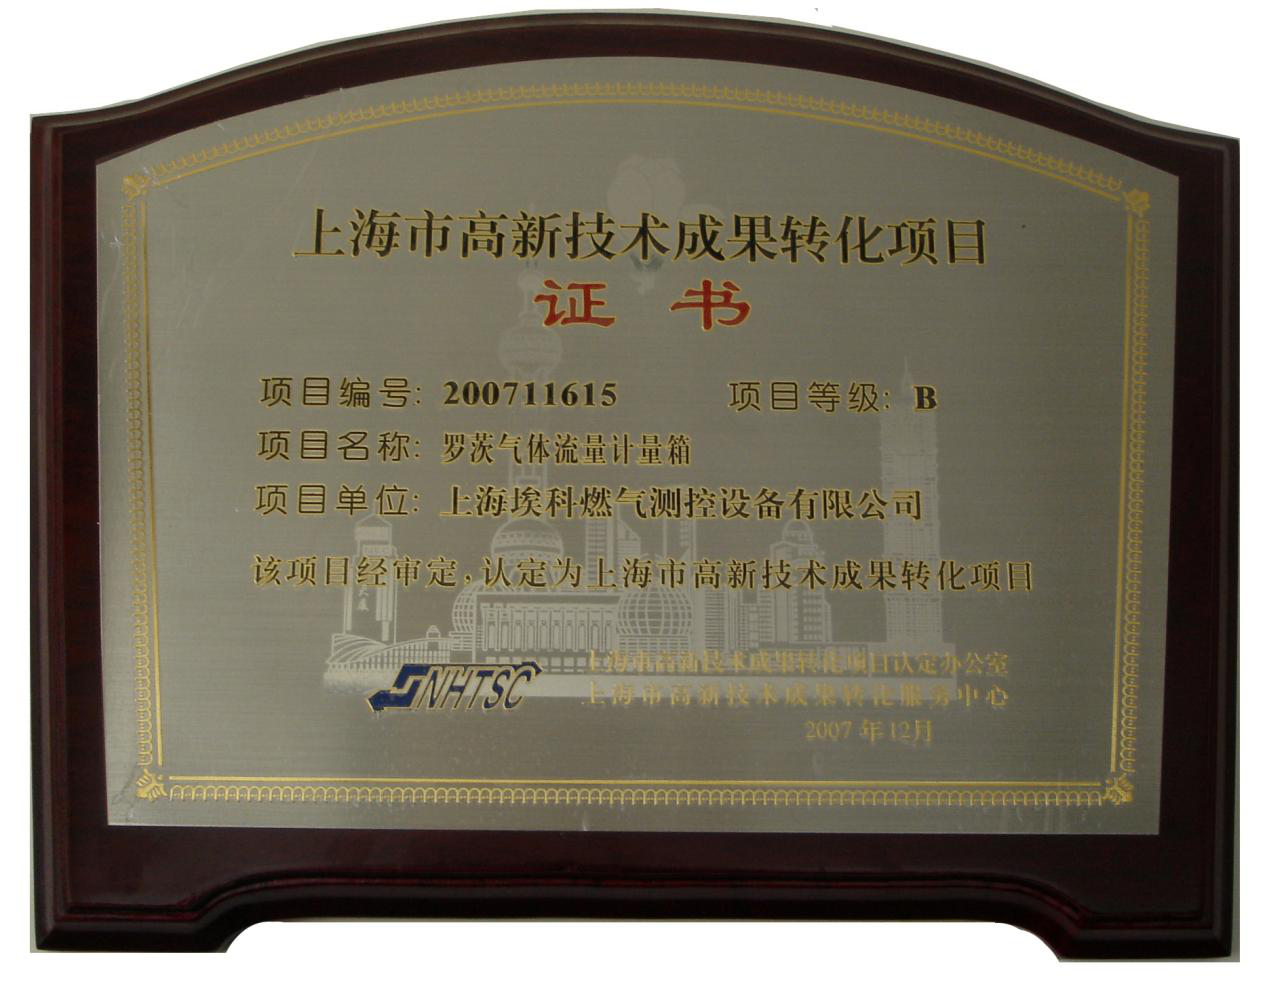 上海市高新技术成果转化项目
证书
项目编号: 200711615 项目等级: B
项目名称: 罗茨气体流量计量箱
项目单位: 上海埃科燃气测控设备有限公司
该项目经审定,认定为上海市高新技术成果转化项目
SNHTSC
上海市高新技术成果转化项目认定办公室
上海市高新技术成果转化服务中心
2007年12月